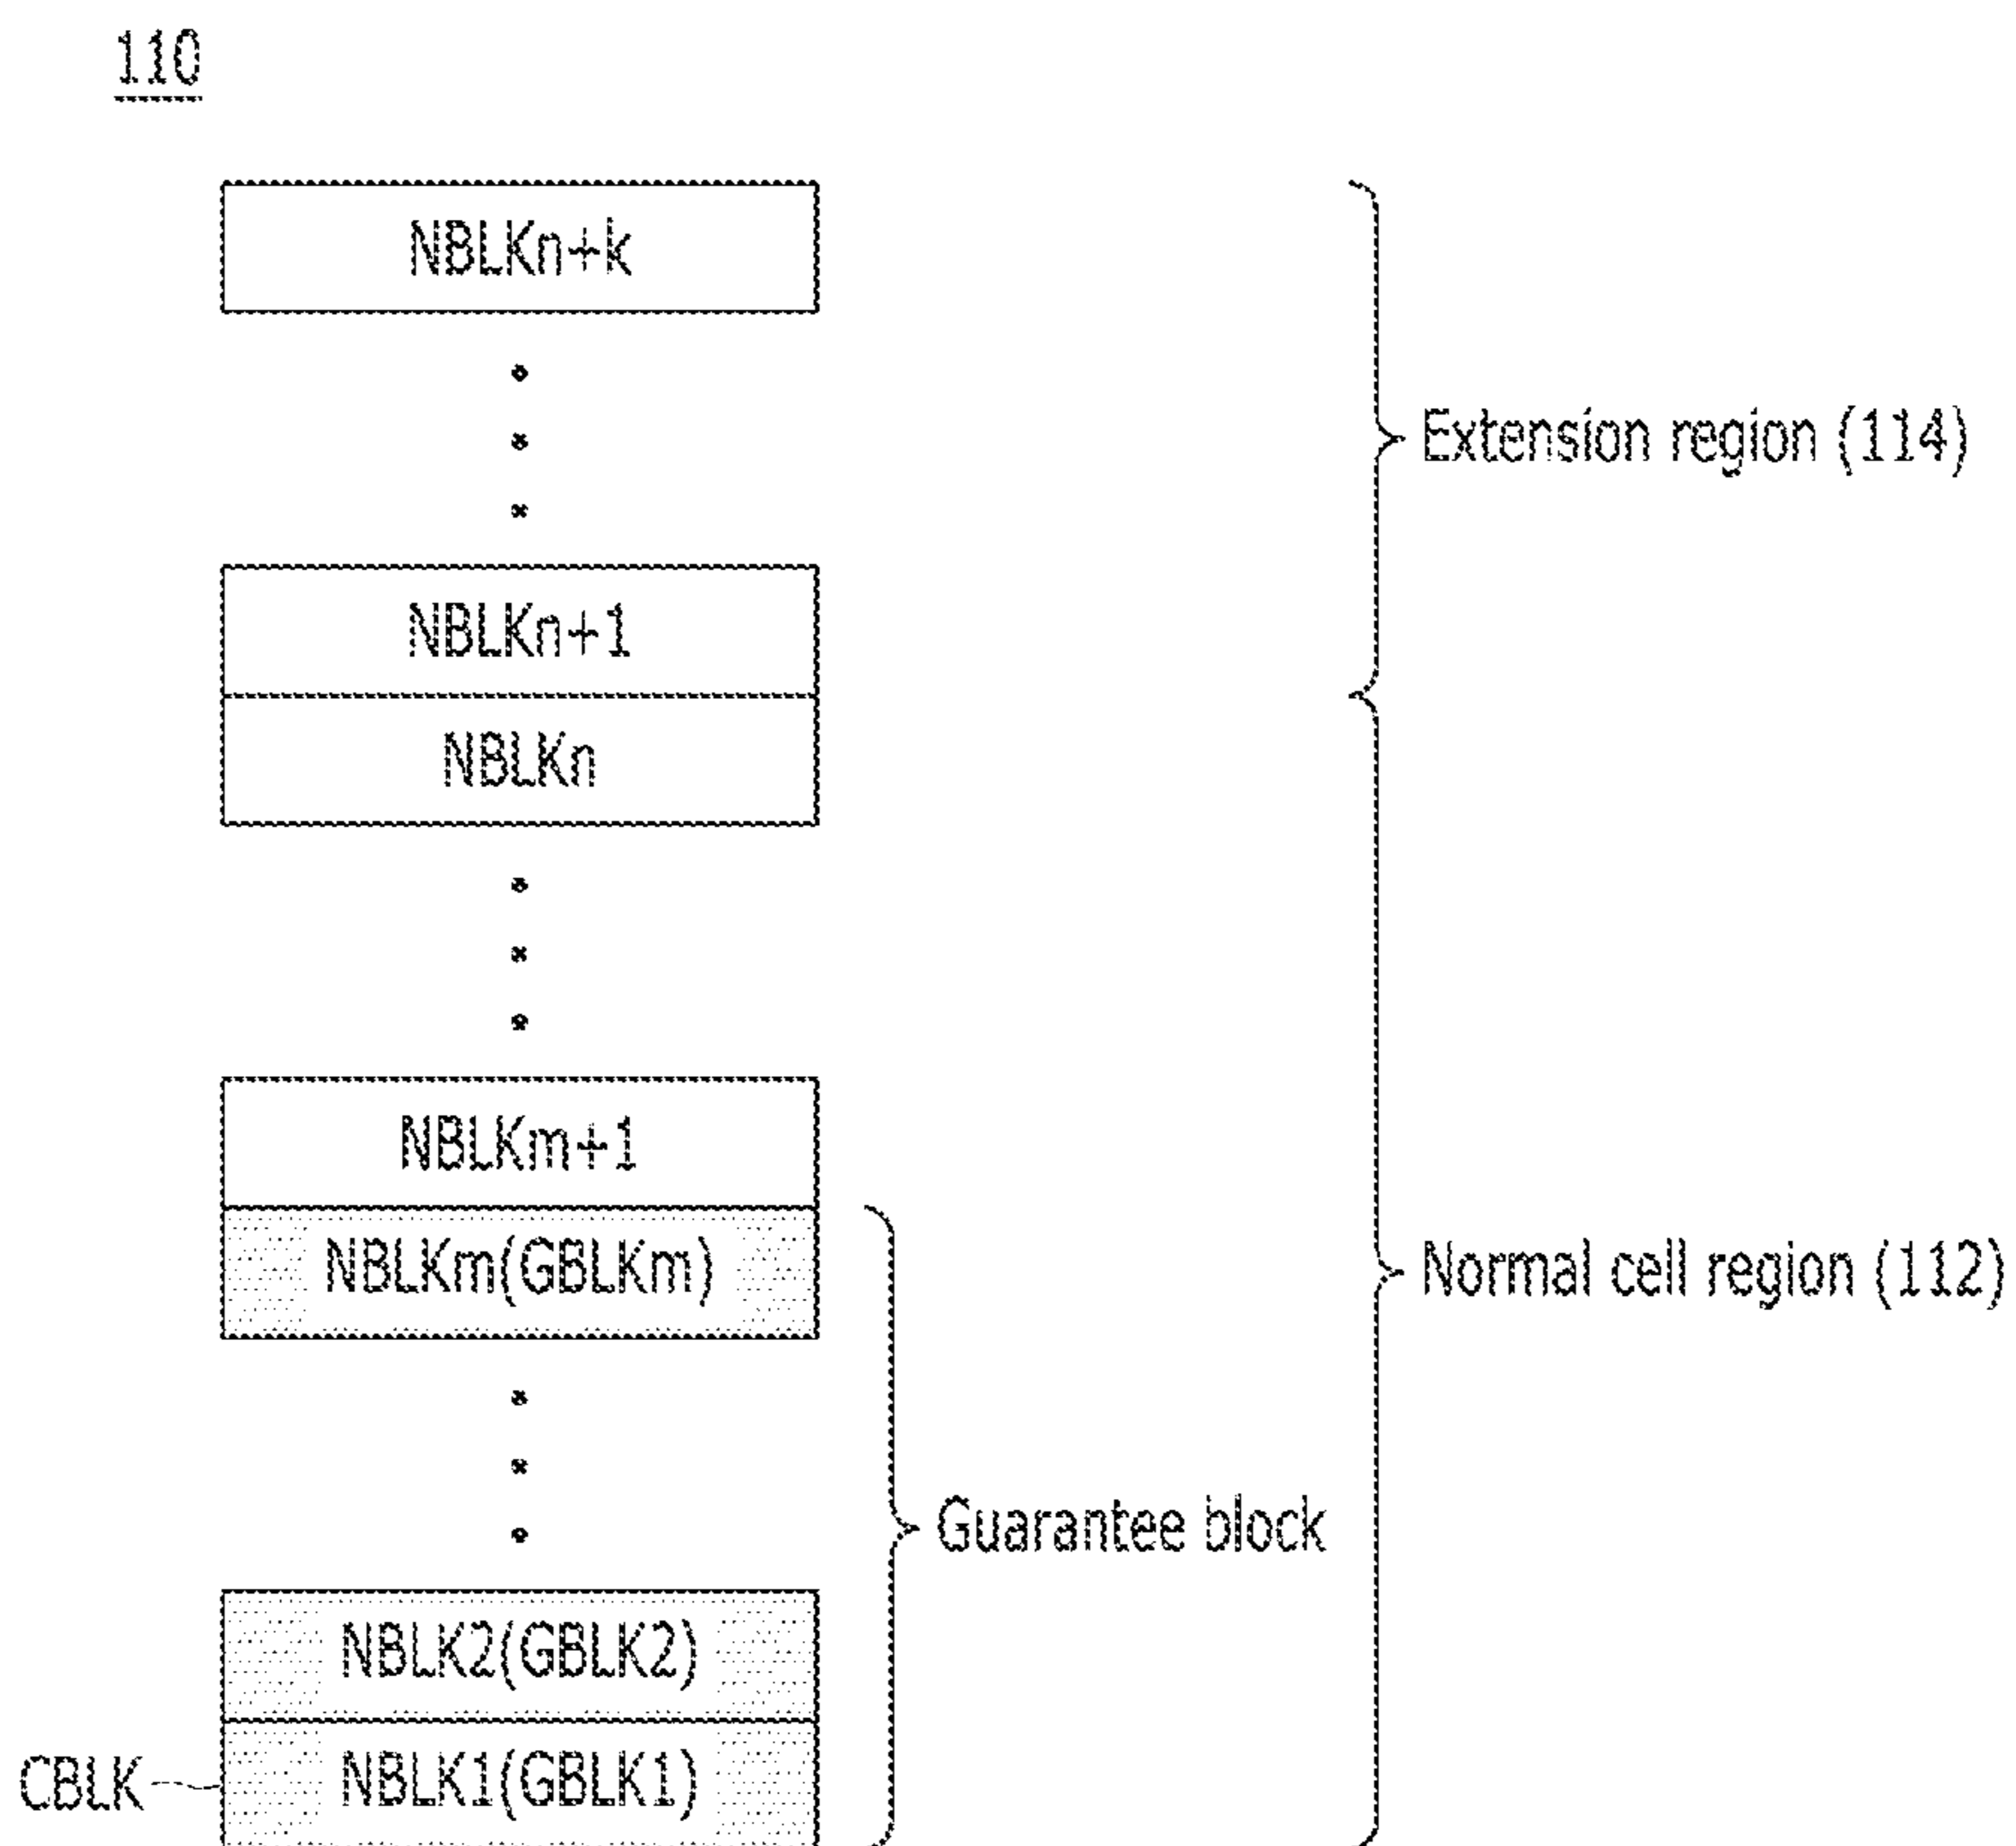 110
NBLKn+k
Extension region (114)
NBLKn+1
NBLKn
NBLKm+1
NBLKm(GBLKm)
Normal cell region (112)
Guarantee block
NBLK2(GBLK2)
CBLK
NBLK1(GBLK1)